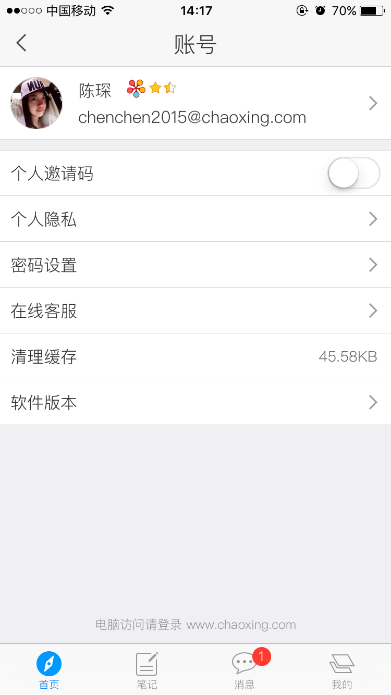 中国移动 14:17 70%
账号
陈琛
chenchen2015@chaoxing.com
个人邀请码
个人隐私
密码设置
在线客服
清理缓存 45.58KB
软件版本
电脑访问请登录 www.chaoxing.com
1
首页 笔记 消息 我的